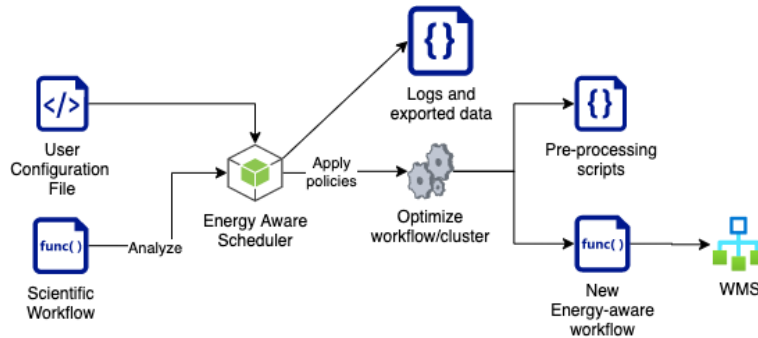 {}
Logs and
exported data
</>
User
Configuration
File
{}
Pre-processing
scripts
Energy Aware
Scheduler
Apply
policies
Optimize
workflow/cluster
func()
Analyze
Scientific
Workflow
func()
New
Energy-aware
workflow
WMS